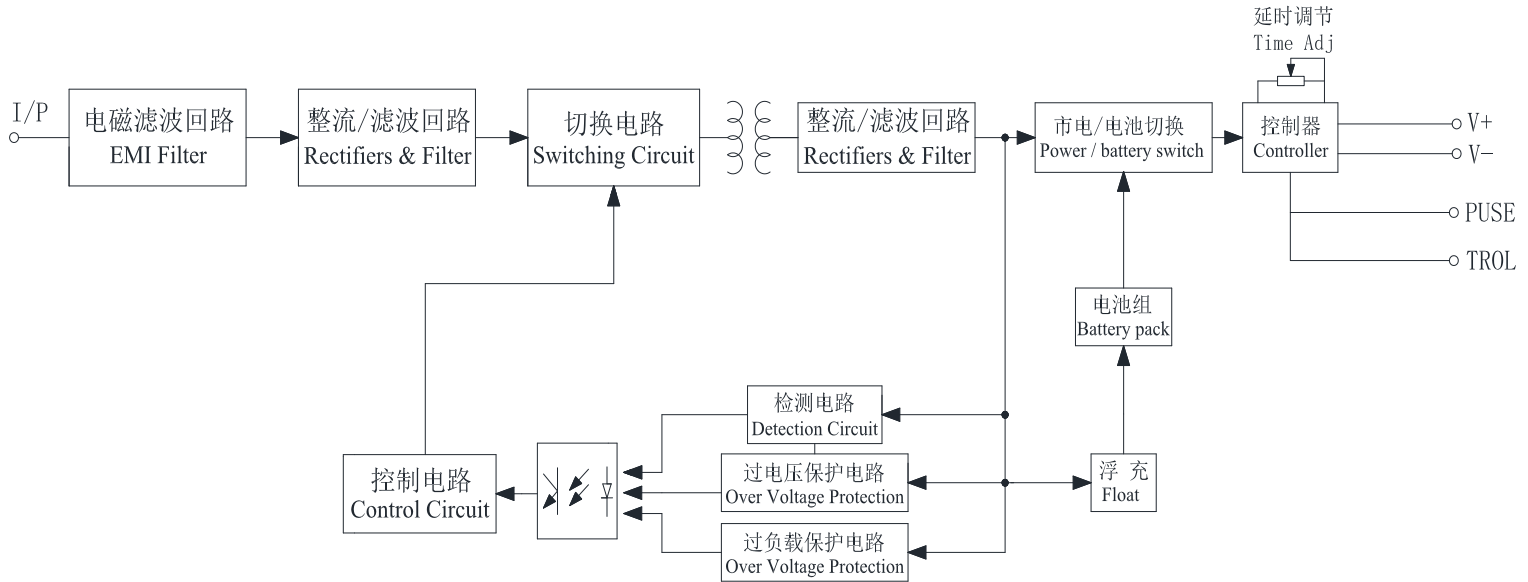 延时调节
Time Adj
I/P
电磁滤波回路
EMI Filter
整流/滤波回路
Rectifiers & Filter
切换电路
Switching Circuit
整流/滤波回路
Rectifiers & Filter
市电/电池切换
Power / battery switch
控制器
Controller
V+
V-
PUSE
TROL
电池组
Battery pack
检测电路
Detection Circuit
过电压保护电路
Over Voltage Protection
过负载保护电路
Over Voltage Protection
浮 充
Float
控制电路
Control Circuit